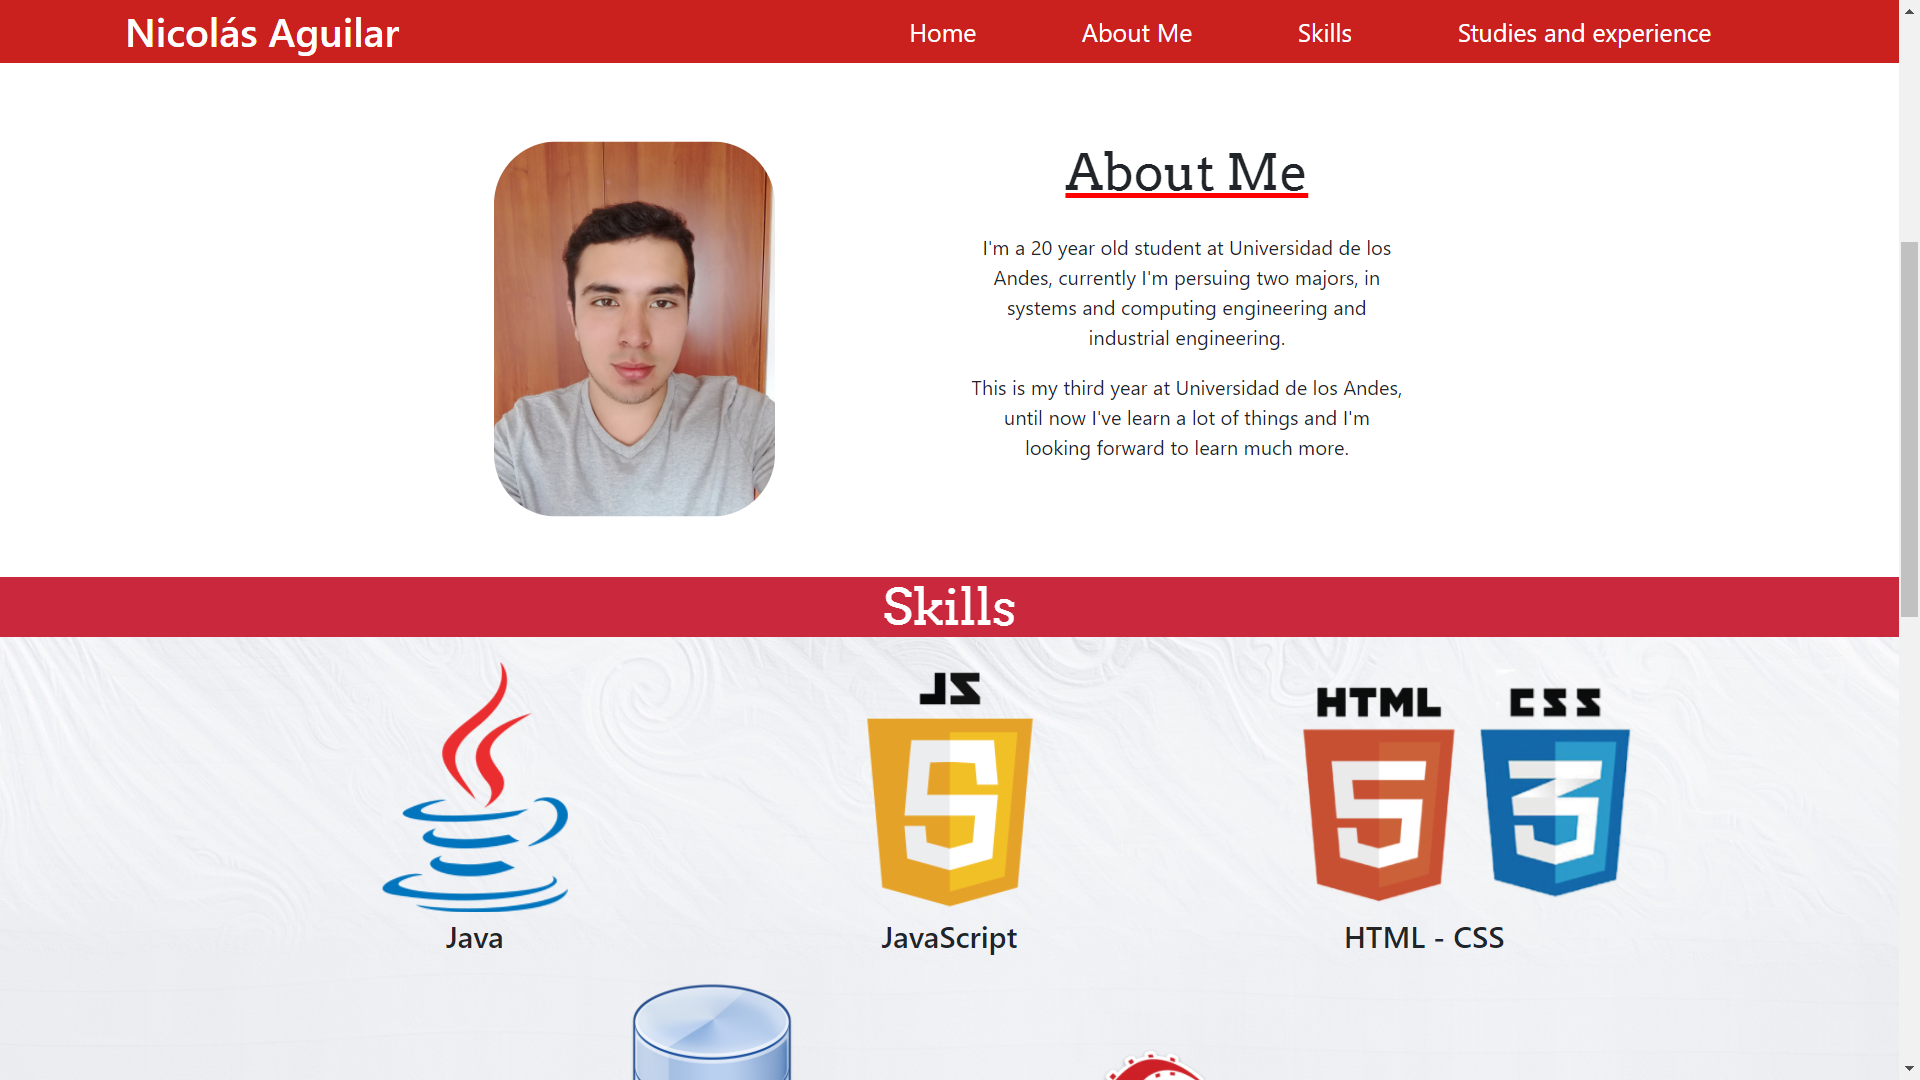 Nicolás Aguilar
Home
About Me
Skills
Studies and experience
About Me
I'm a 20 year old student at Universidad de los
Andes, currently I'm persuing two majors, in
systems and computing engineering and
industrial engineering.
This is my third year at Universidad de los Andes,
until now I've learn a lot of things and I'm
looking forward to learn much more.
Skills
JS
HTML
CSS
5
3
Java
JavaScript
HTML - CSS